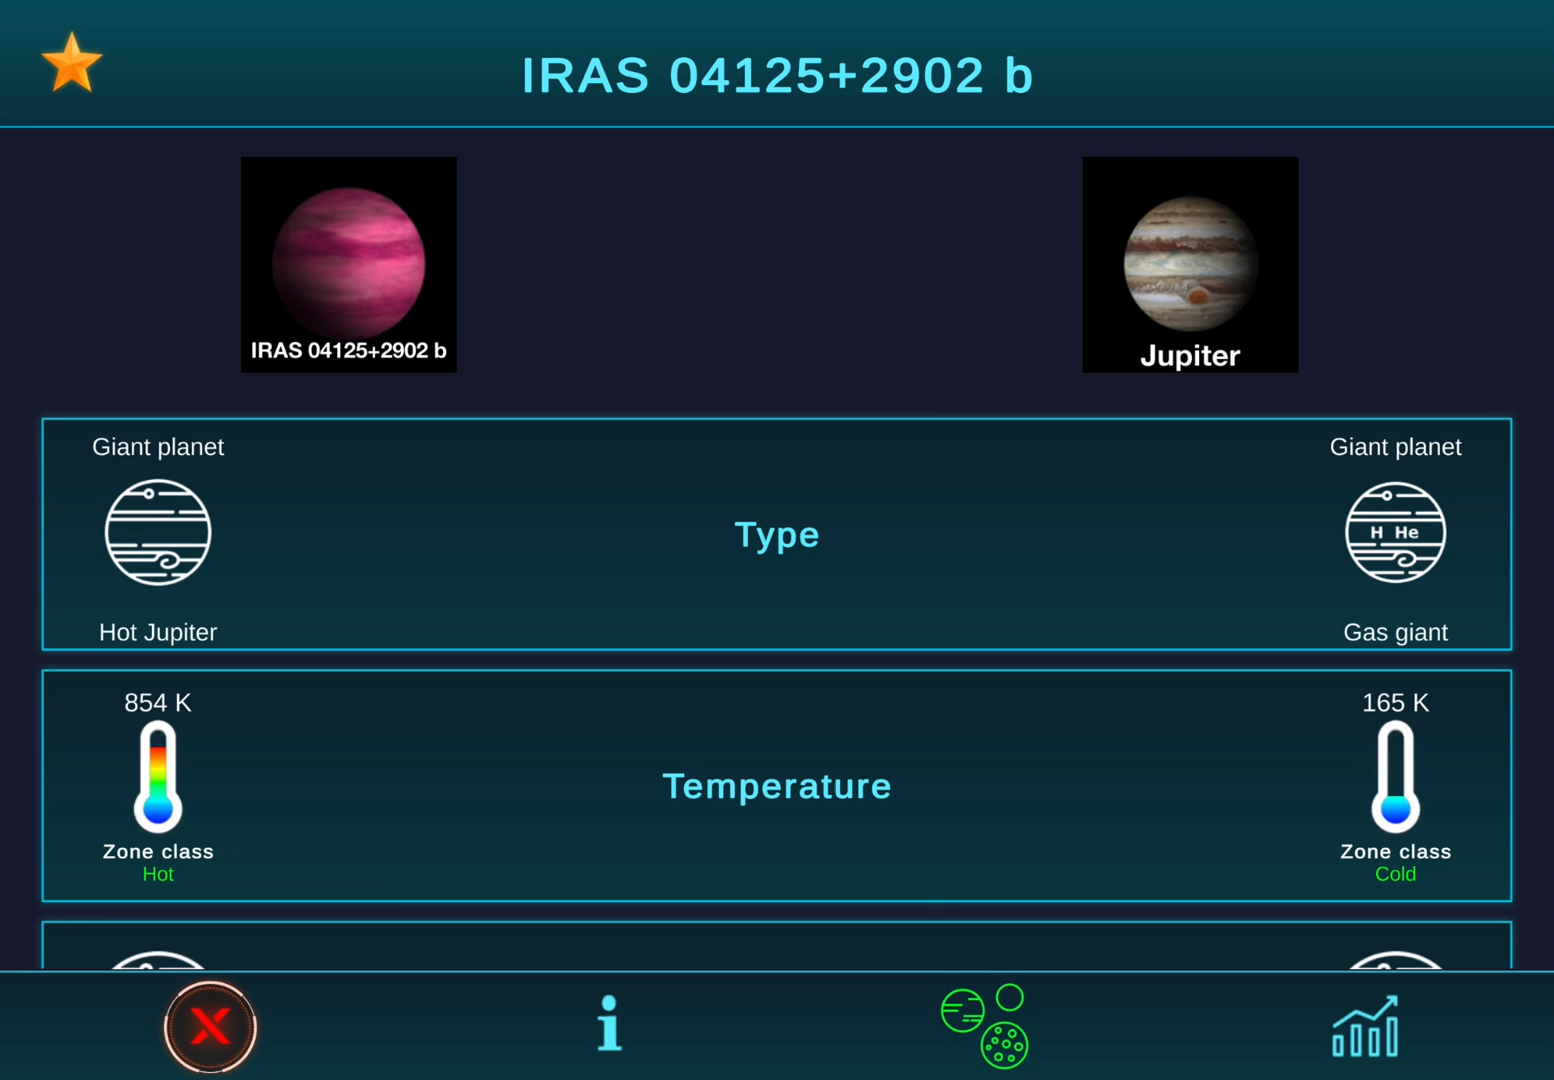 IRAS 04125+2902 b
IRAS 04125+2902 b
Jupiter
Giant planet
Giant planet
H He
Type
Hot Jupiter
Gas giant
854 K
165 K
Temperature
Zone class
Zone class
Hot
Cold